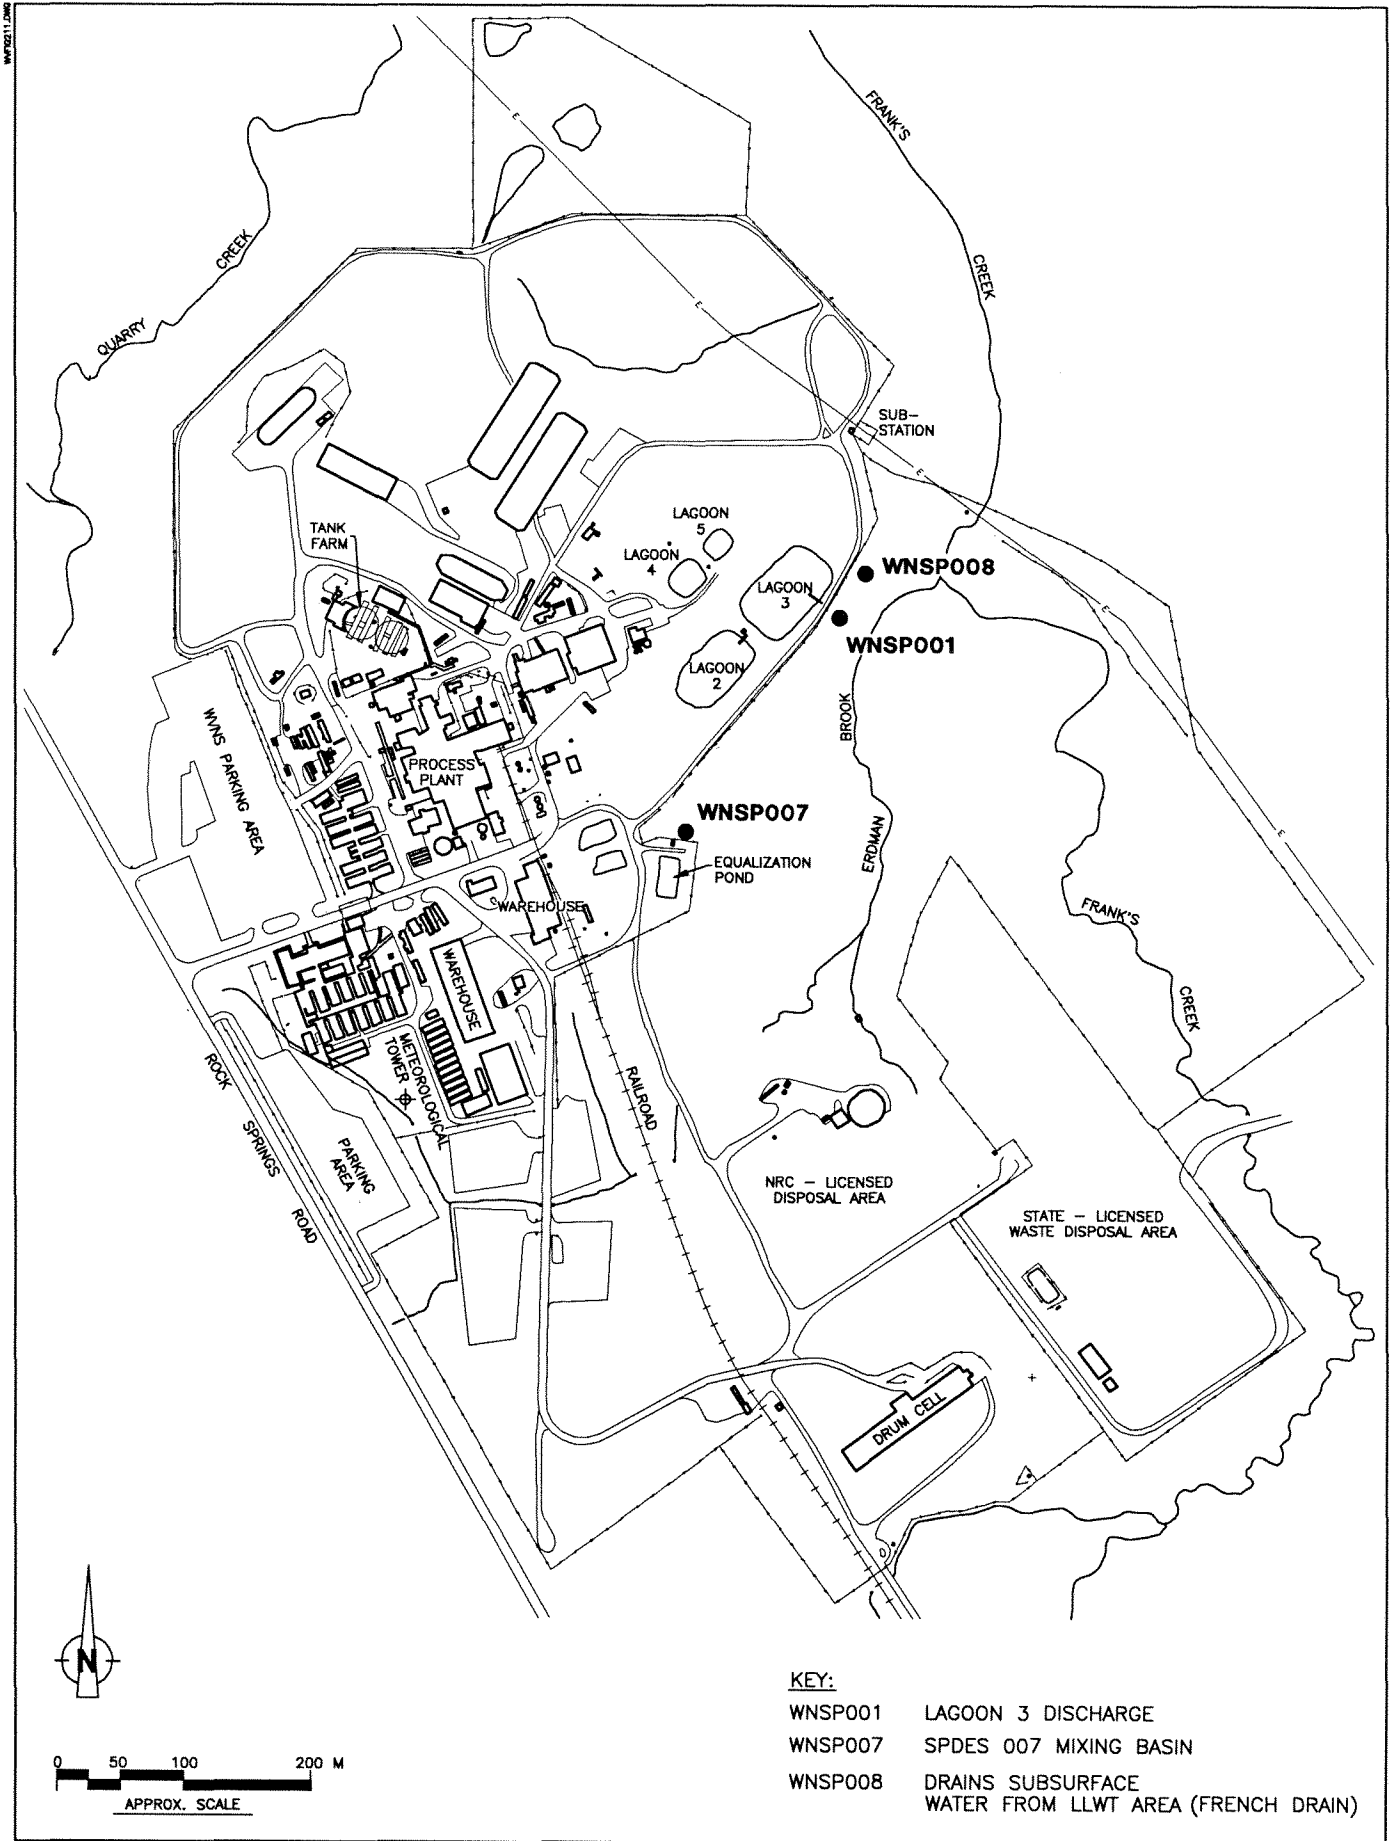 WVFID211.DWG
FRANK'S
CREEK
QUARRY
CREEK
E
E
E
E
E
SUB-
STATION
TANK
FARM
LAGOON
5
LAGOON
4
LAGOON
3
LAGOON
2
WNSP008
WNSP001
BROOK
ERDMAN
WVNS PARKING AREA
PROCESS
PLANT
WNSP007
EQUALIZATION
POND
WAREHOUSE
WAREHOUSE
FRANK'S
CREEK
METEOROLOGICAL
TOWER
RAILROAD
ROCK
SPRINGS
ROAD
PARKING
AREA
NRC - LICENSED
DISPOSAL AREA
STATE - LICENSED
WASTE DISPOSAL AREA
DRUM CELL
N
0 50 100 200 M
APPROX. SCALE
KEY:
WNSP001 LAGOON 3 DISCHARGE
WNSP007 SPDES 007 MIXING BASIN
WNSP008 DRAINS SUBSURFACE
WATER FROM LLWT AREA (FRENCH DRAIN)